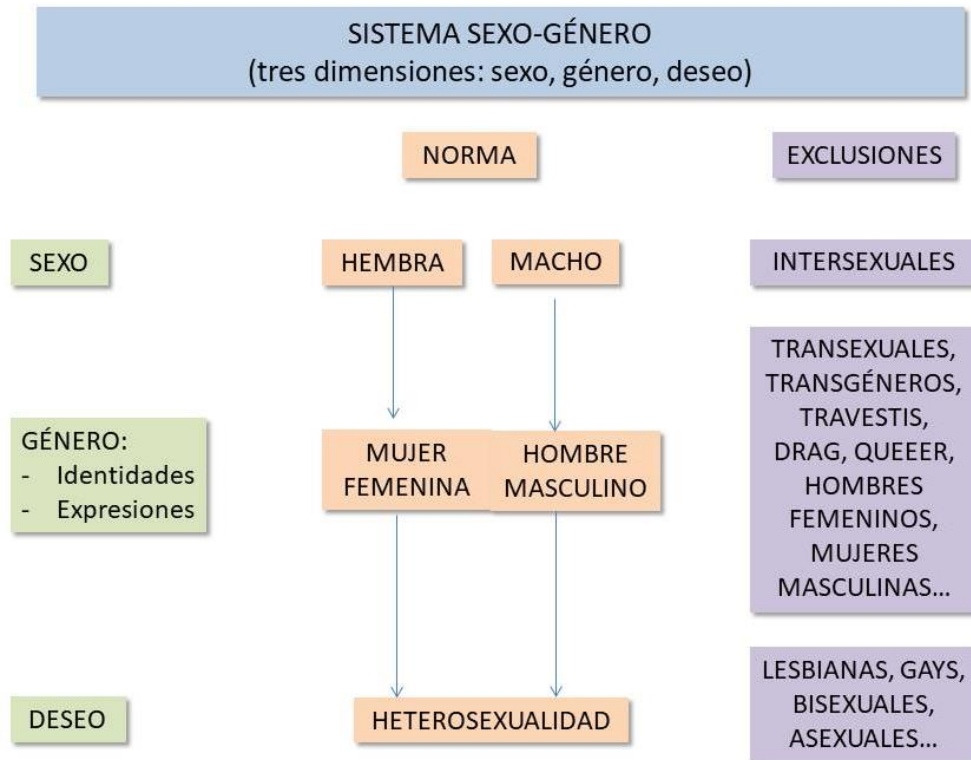 SISTEMA SEXO-GÉNERO
(tres dimensiones: sexo, género, deseo)
NORMA
EXCLUSIONES
SEXO
HEMBRA
MACHO
INTERSEXUALES
GÉNERO:
- Identidades
- Expresiones
MUJER
FEMENINA
HOMBRE
MASCULINO
TRANSEXUALES,
TRANSGÉNEROS,
TRAVESTIS,
DRAG, QUEEER,
HOMBRES
FEMENINOS,
MUJERES
MASCULINAS...
DESEO
HETEROSEXUALIDAD
LESBIANAS, GAYS,
BISEXUALES,
ASEXUALES...